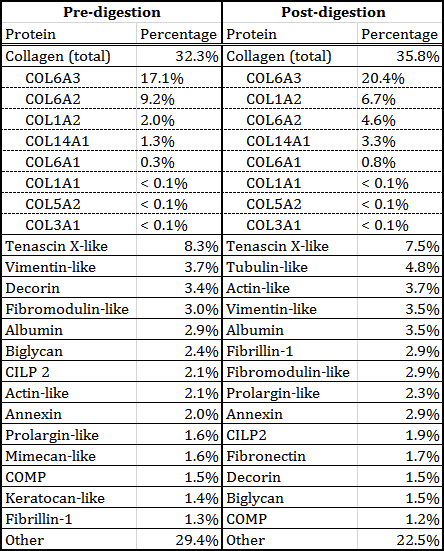 Pre-digestion Post-digestion
Protein Percentage Protein Percentage
Collagen (total) 32.3% Collagen (total) 35.8%
COL6A3 17.1% COL6A3 20.4%
COL6A2 9.2% COL1A2 6.7%
COL1A2 2.0% COL6A2 4.6%
COL14A1 1.3% COL14A1 3.3%
COL6A1 0.3% COL6A1 0.8%
COL1A1 < 0.1% COL1A1 < 0.1%
COL5A2 < 0.1% COL5A2 < 0.1%
COL3A1 < 0.1% COL3A1 < 0.1%
Tenascin X-like 8.3% Tenascin X-like 7.5%
Vimentin-like 3.7% Tubulin-like 4.8%
Decorin 3.4% Actin-like 3.7%
Fibromodulin-like 3.0% Vimentin-like 3.5%
Albumin 2.9% Albumin 3.5%
Biglycan 2.4% Fibrillin-1 2.9%
CILP 2 2.1% Fibromodulin-like 2.9%
Actin-like 2.1% Prolargin-like 2.3%
Annexin 2.0% Annexin 2.9%
Prolargin-like 1.6% CILP2 1.9%
Mimecan-like 1.6% Fibronectin 1.7%
COMP 1.5% Decorin 1.5%
Keratocan-like 1.4% Biglycan 1.5%
Fibrillin-1 1.3% COMP 1.2%
Other 29.4% Other 22.5%